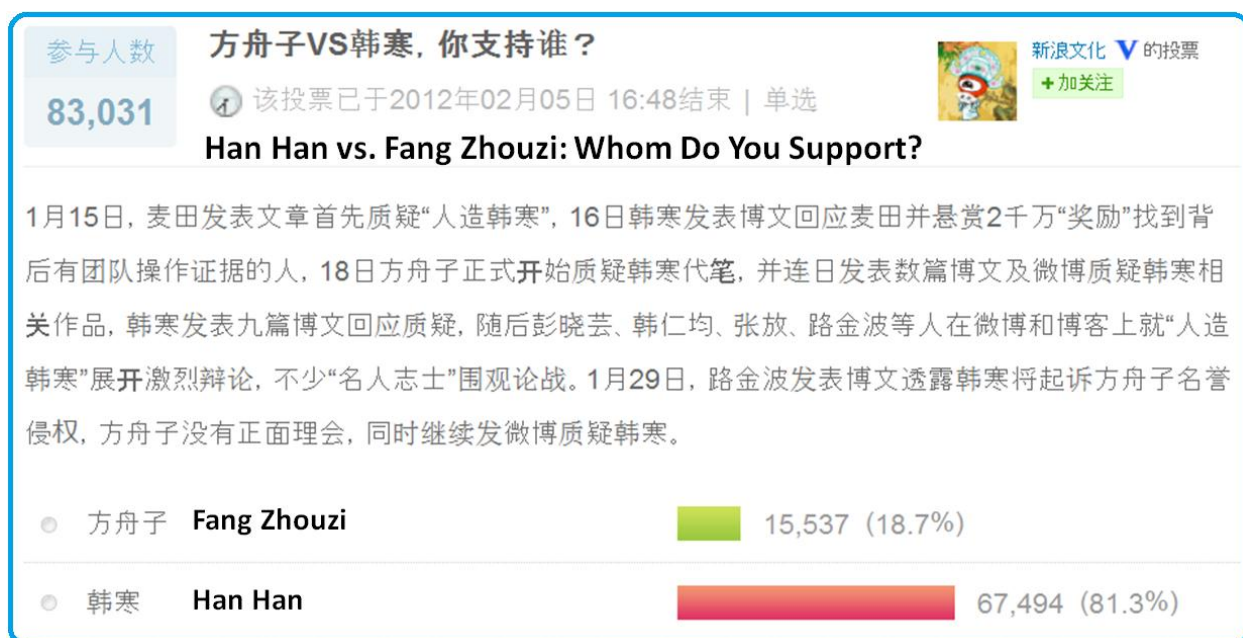 参与人数
83,031
方舟子VS韩寒, 你支持谁？
该投票已于2012年02月05日 16:48结束 | 单选
Han Han vs. Fang Zhouzi: Whom Do You Support?
新浪文化 V 的投票
+加关注
1月15日, 麦田发表文章首先质疑“人造韩寒”, 16日韩寒发表博文回应麦田并悬赏2千万“奖励”找到背
后有团队操作证据的人, 18日方舟子正式开始质疑韩寒代笔, 并连日发表数篇博文及微博质疑韩寒相
关作品, 韩寒发表九篇博文回应质疑, 随后彭晓芸、韩仁均、张放、路金波等人在微博和博客上就“人造
韩寒”展开激烈辩论, 不少“名人志士”围观论战。1月29日, 路金波发表博文透露韩寒将起诉方舟子名誉
侵权, 方舟子没有正面理会, 同时继续发微博质疑韩寒。
方舟子 Fang Zhouzi 15,537 (18.7%)
韩寒 Han Han 67,494 (81.3%)